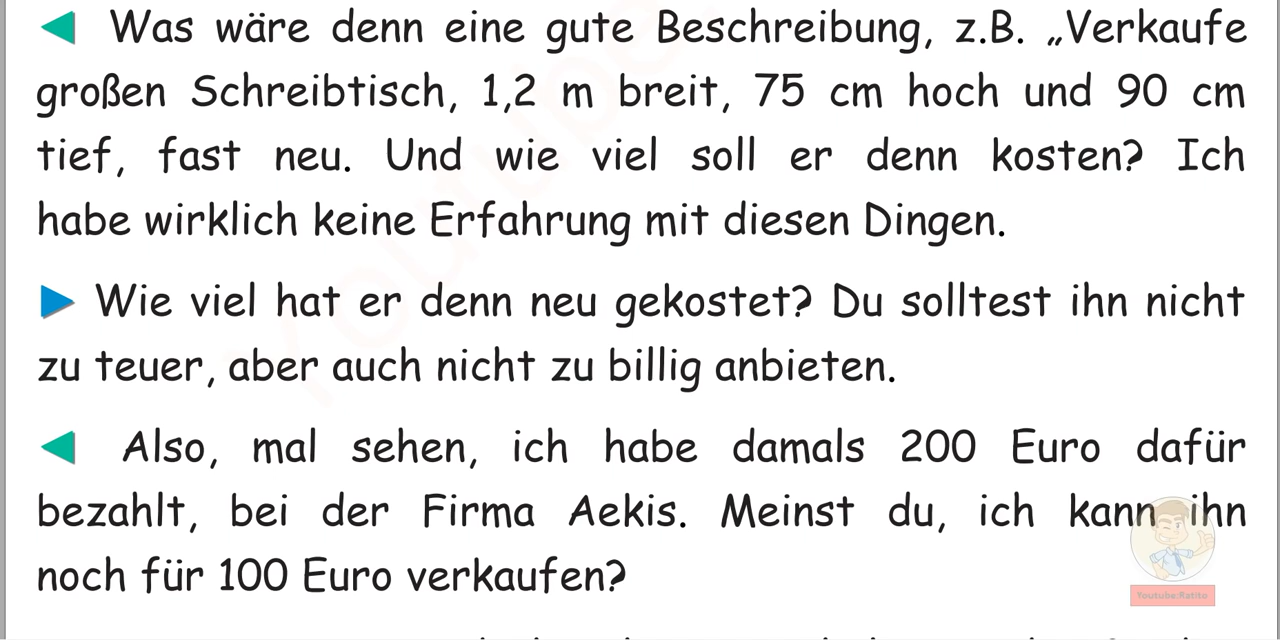 ◀ Was wäre denn eine gute Beschreibung, z.B. „Verkaufe
großen Schreibtisch, 1,2 m breit, 75 cm hoch und 90 cm
tief, fast neu. Und wie viel soll er denn kosten? Ich
habe wirklich keine Erfahrung mit diesen Dingen.
▶ Wie viel hat er denn neu gekostet? Du solltest ihn nicht
zu teuer, aber auch nicht zu billig anbieten.
◀ Also, mal sehen, ich habe damals 200 Euro dafür
bezahlt, bei der Firma Aekis. Meinst du, ich kann ihn
noch für 100 Euro verkaufen?
Youtube:Ratito